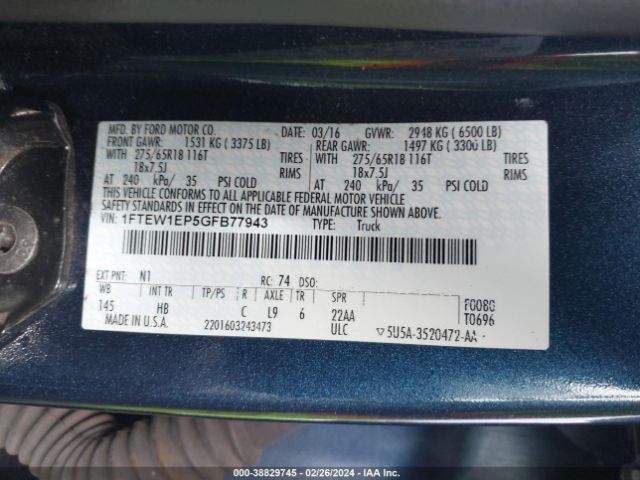 MFD. BY FORD MOTOR CO. DATE: 03/16 GVWR: 2948 KG ( 6500 LB)
FRONT GAWR: 1531 KG ( 3375 LB) REAR GAWR: 1497 KG ( 3300 LB)
WITH 275/65R18 116T TIRES WITH 275/65R18 116T TIRES
18x7.5J RIMS 18x7.5J RIMS
AT 240 kPa/ 35 PSI COLD AT 240 kPa/ 35 PSI COLD
THIS VEHICLE CONFORMS TO ALL APPLICABLE FEDERAL MOTOR VEHICLE
SAFETY STANDARDS IN EFFECT ON THE DATE OF MANUFACTURE SHOWN ABOVE.
VIN: 1FTEW1EP5GFB77943 TYPE: Truck
EXT PNT: N1 RC: 74 DSO:
WB INT TR TP/PS R AXLE TR SPR F0080
145 HB C L9 6 22AA T0696
MADE IN U.S.A. 2201603243473 ULC ▽5U5A-3520472-AA
000-38829745 - 02/26/2024 - IAA Inc.